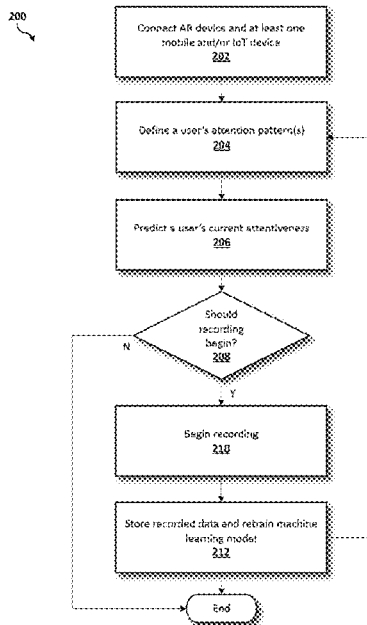 200
Connect AR device and at least one
mobile and/or IoT device
202
Define a user's attention pattern(s)
204
Predict a user's current attentiveness
206
Should
recording
begin?
208
N
Y
Begin recording
210
Store recorded data and retrain machine
learning model
212
End